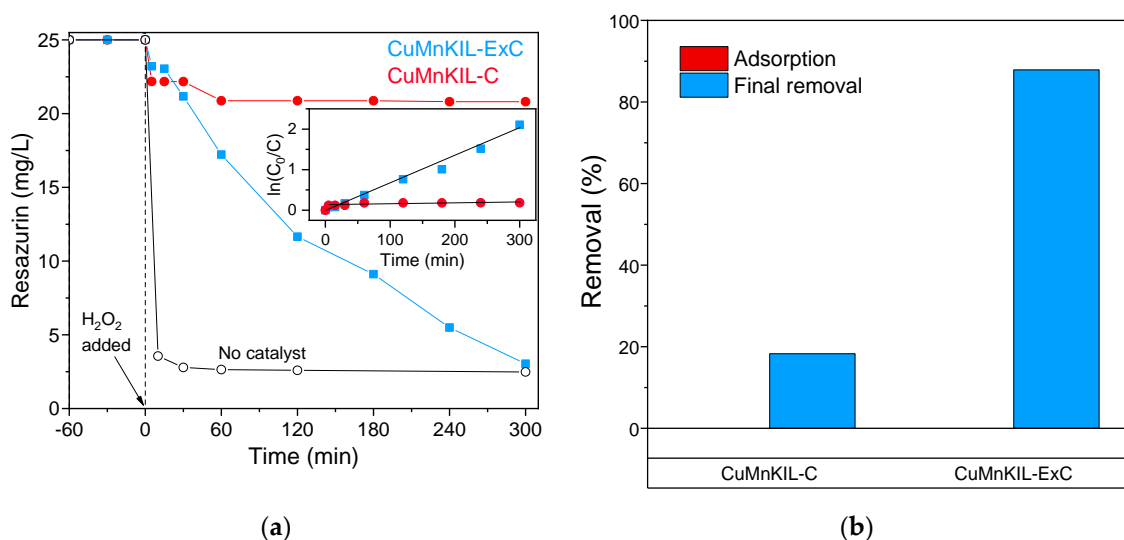 25
20
15
10
5
0
Resazurin (mg/L)
-60
0
60
120
180
240
300
Time (min)
CuMnKIL-ExC
CuMnKIL-C
H₂O₂
added
No catalyst
2
1
0
ln(C₀/C)
0
100
200
300
Time (min)
(a)
100
80
60
40
20
0
Removal (%)
Adsorption
Final removal
CuMnKIL-C
CuMnKIL-ExC
(b)